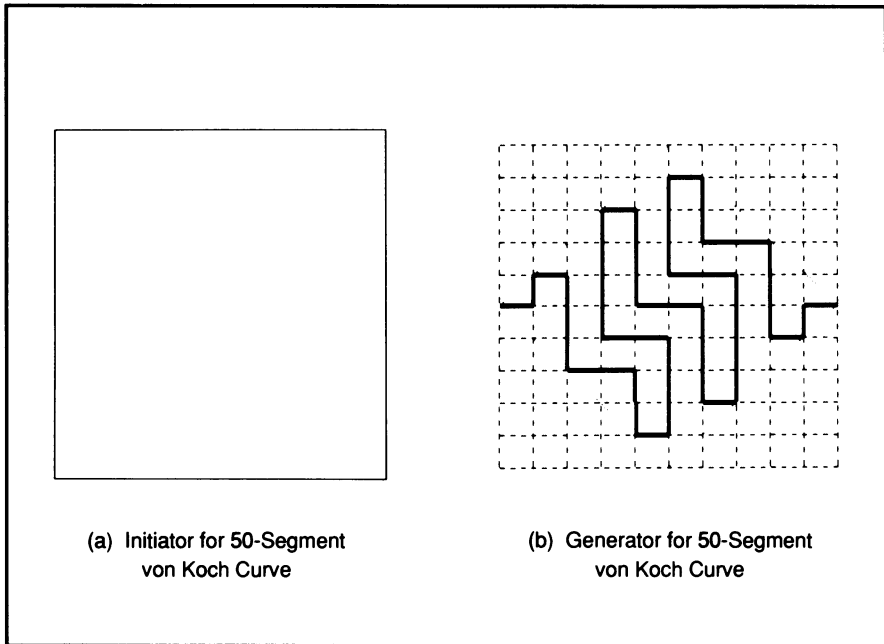 (a) Initiator for 50-Segment
von Koch Curve
(b) Generator for 50-Segment
von Koch Curve